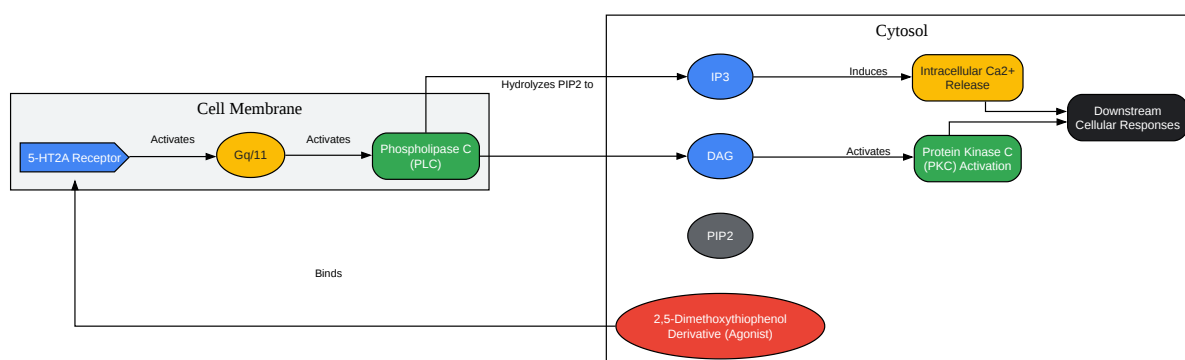 Cytosol
IP3
Induces
Intracellular Ca2+
Release
Hydrolyzes PIP2 to
Cell Membrane
Downstream
Cellular Responses
5-HT2A Receptor
Activates
Gq/11
Activates
Phospholipase C
(PLC)
DAG
Activates
Protein Kinase C
(PKC) Activation
PIP2
Binds
2,5-Dimethoxythiophenol
Derivative (Agonist)